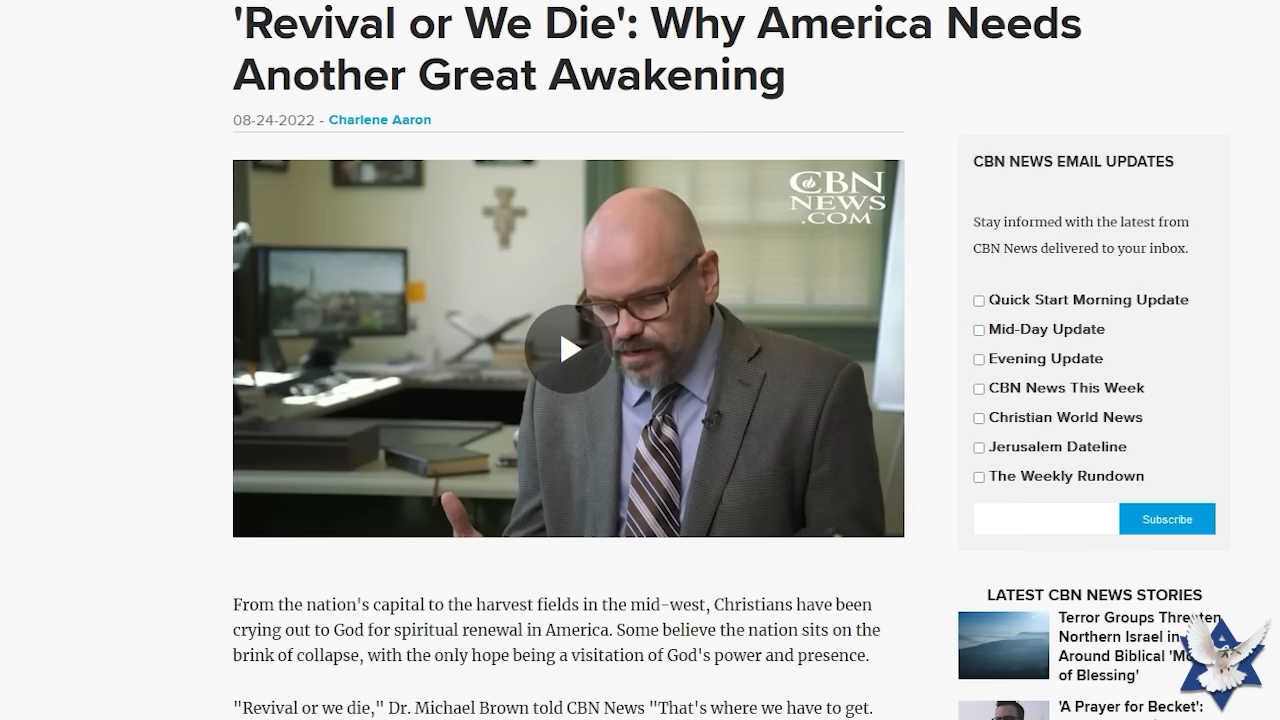 'Revival or We Die': Why America Needs
Another Great Awakening
08-24-2022 - Charlene Aaron
CBN
NEWS
.COM
From the nation's capital to the harvest fields in the mid-west, Christians have been
crying out to God for spiritual renewal in America. Some believe the nation sits on the
brink of collapse, with the only hope being a visitation of God's power and presence.
"Revival or we die," Dr. Michael Brown told CBN News "That's where we have to get.
CBN NEWS EMAIL UPDATES
Stay informed with the latest from
CBN News delivered to your inbox.
Quick Start Morning Update
Mid-Day Update
Evening Update
CBN News This Week
Christian World News
Jerusalem Dateline
The Weekly Rundown
Subscribe
LATEST CBN NEWS STORIES
Terror Groups Threaten
Northern Israel in
Around Biblical
of Blessing'
'A Prayer for Becket':